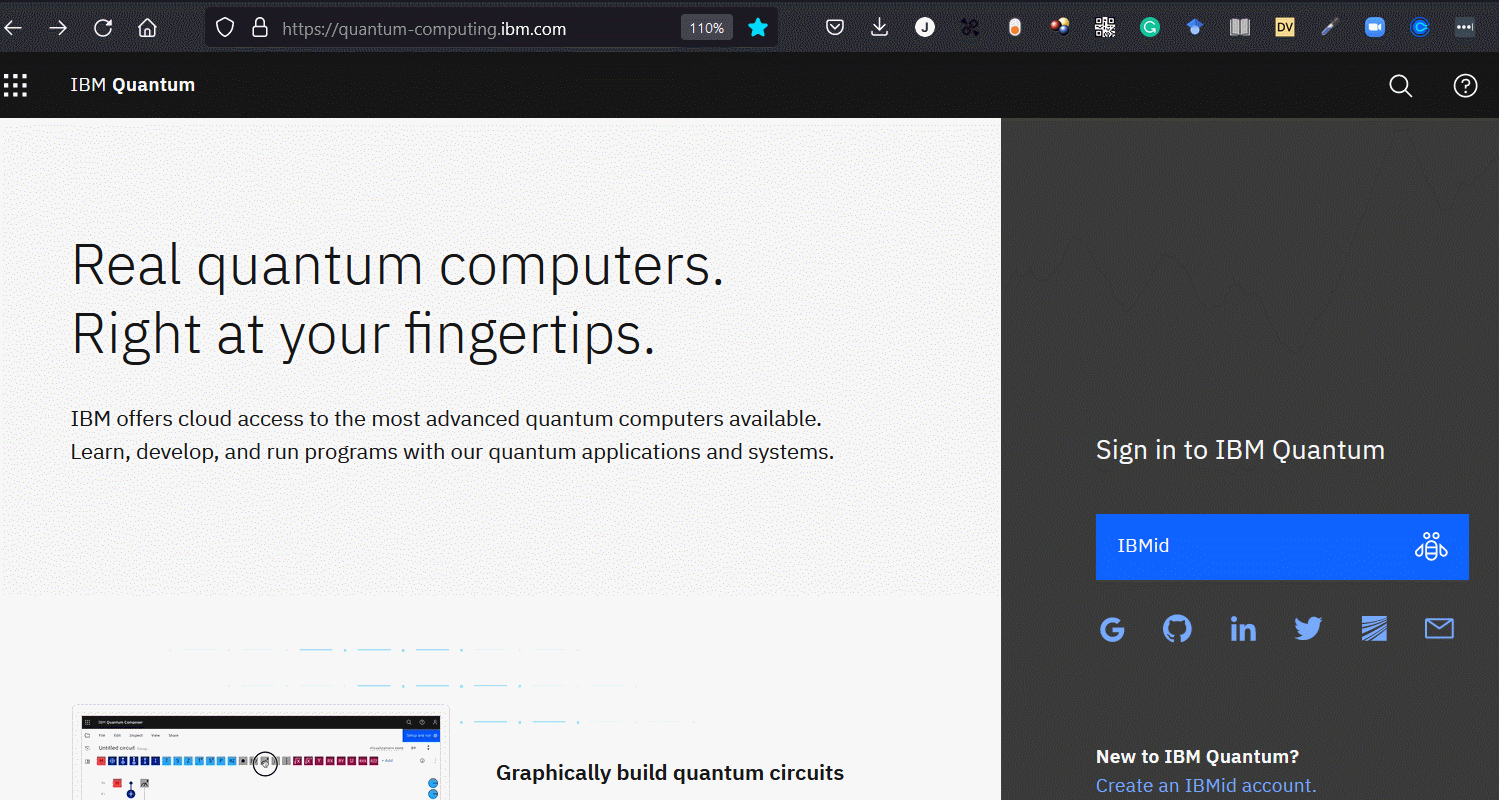 https://quantum-computing.ibm.com
110%
J
G
DV
IBM Quantum
Real quantum computers.
Right at your fingertips.
IBM offers cloud access to the most advanced quantum computers available.
Learn, develop, and run programs with our quantum applications and systems.
Sign in to IBM Quantum
IBMid
G
in
IBM Quantum Composer
File Edit Inspect View Share
Untitled circuit
Graphically build quantum circuits
New to IBM Quantum?
Create an IBMid account.